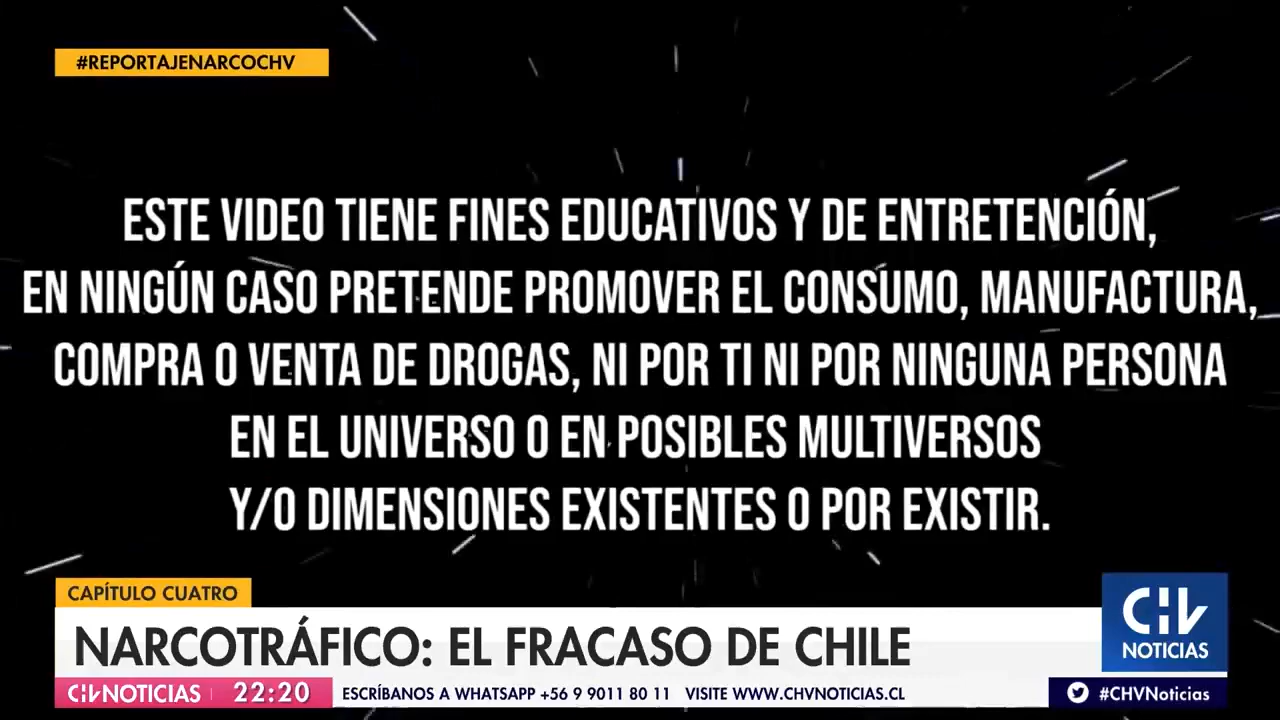 #REPORTAJENARCOCHV
ESTE VIDEO TIENE FINES EDUCATIVOS Y DE ENTRETENCIÓN,
EN NINGÚN CASO PRETENDE PROMOVER EL CONSUMO, MANUFACTURA,
COMPRA O VENTA DE DROGAS, NI POR TI NI POR NINGUNA PERSONA
EN EL UNIVERSO O EN POSIBLES MULTIVERSOS
Y/O DIMENSIONES EXISTENTES O POR EXISTIR.
CAPÍTULO CUATRO
NARCOTRÁFICO: EL FRACASO DE CHILE
CHV
NOTICIAS
CHVNOTICIAS 22:20 ESCRÍBANOS A WHATSAPP +56 9 9011 80 11 VISITE WWW.CHVNOTICIAS.CL
#CHVNoticias